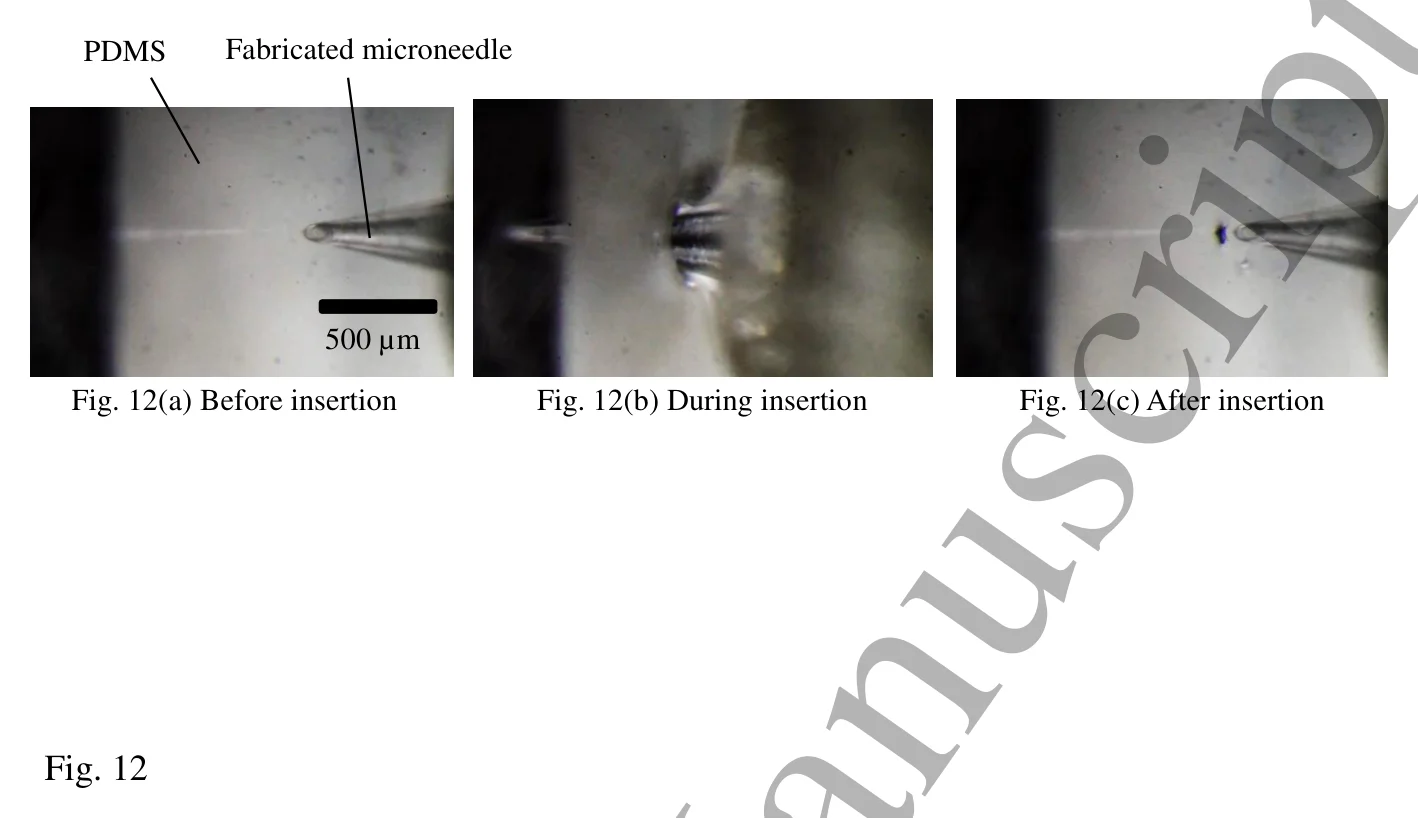 PDMS
Fabricated microneedle
500 µm
Fig. 12(a) Before insertion
Fig. 12(b) During insertion
Fig. 12(c) After insertion
Fig. 12